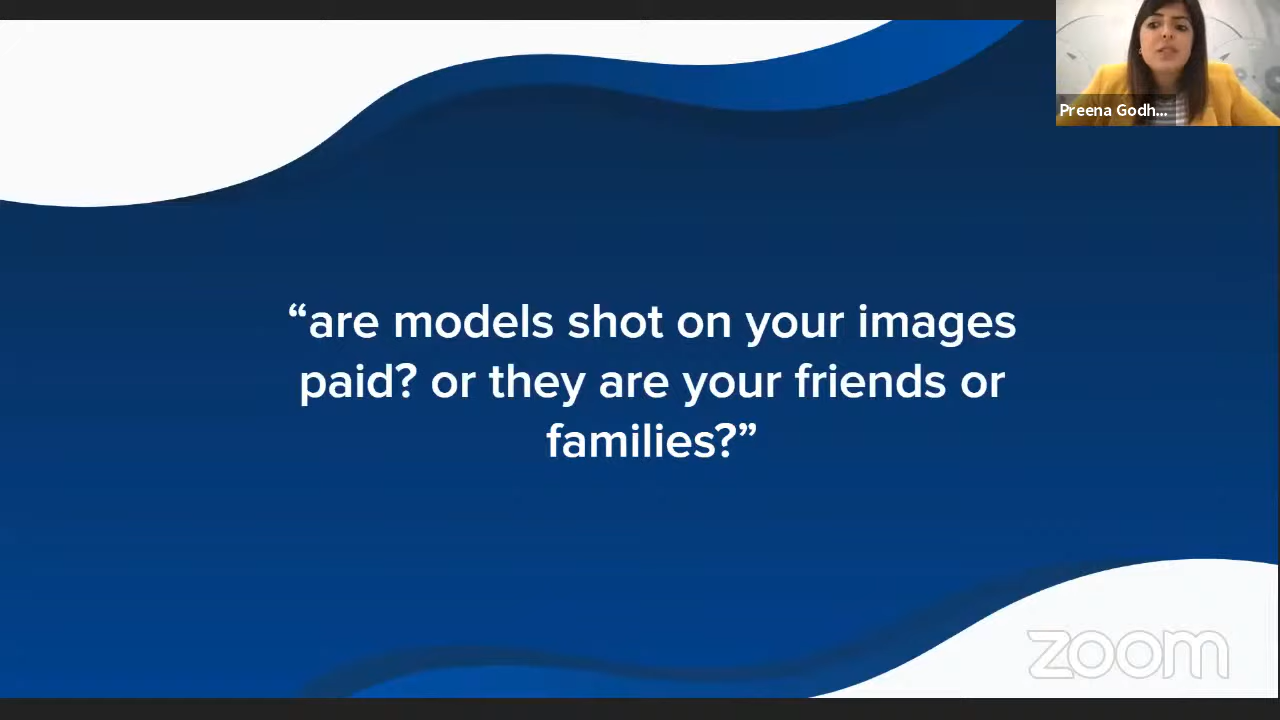 Preena Godh...
“are models shot on your images
paid? or they are your friends or
families?”
zoom